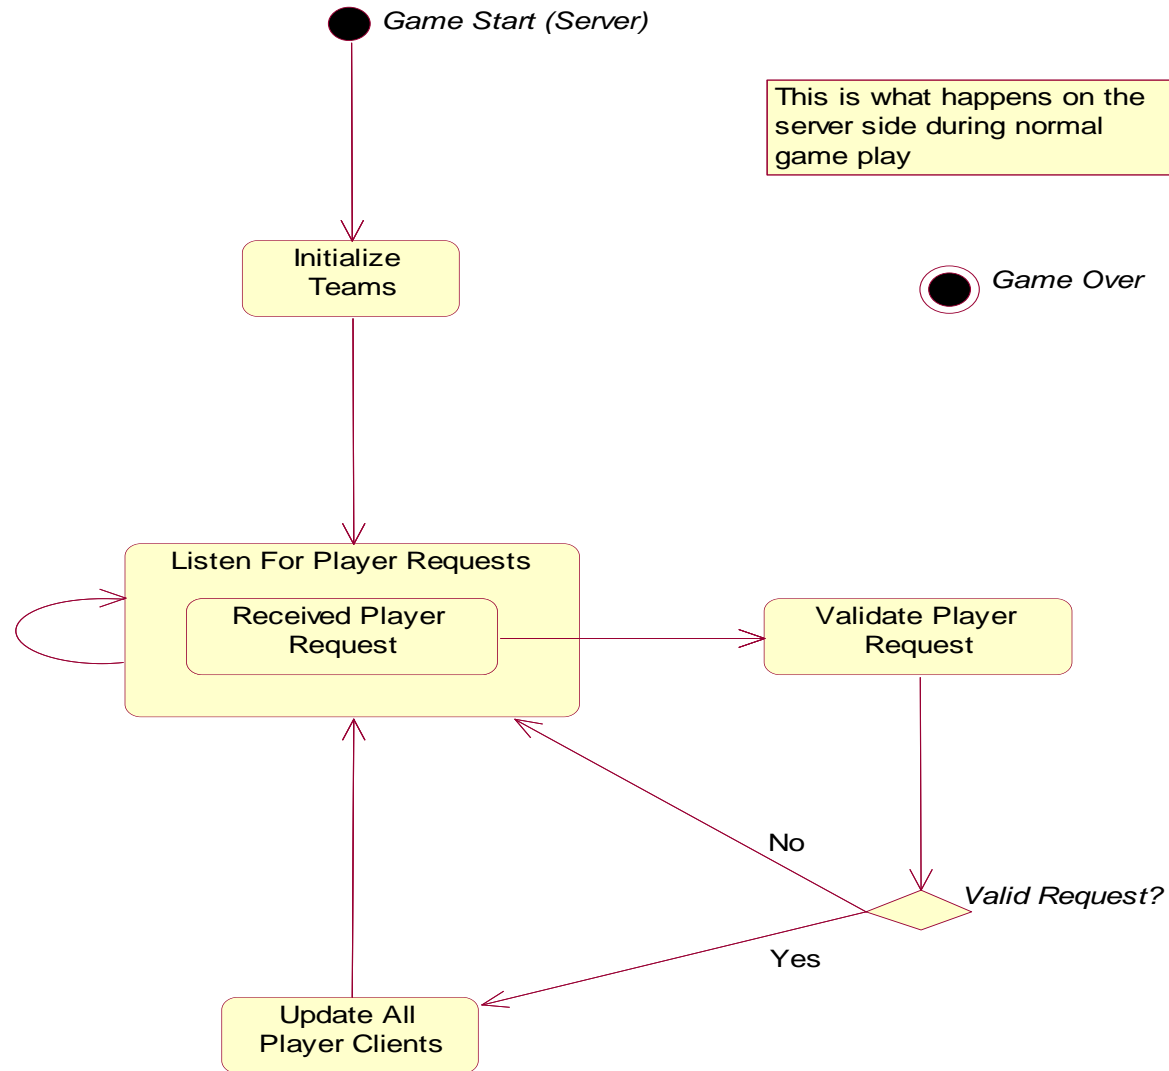 Game Start (Server)
This is what happens on the
server side during normal
game play
Initialize
Teams
Game Over
Listen For Player Requests
Received Player
Request
Validate Player
Request
No
Valid Request?
Yes
Update All
Player Clients